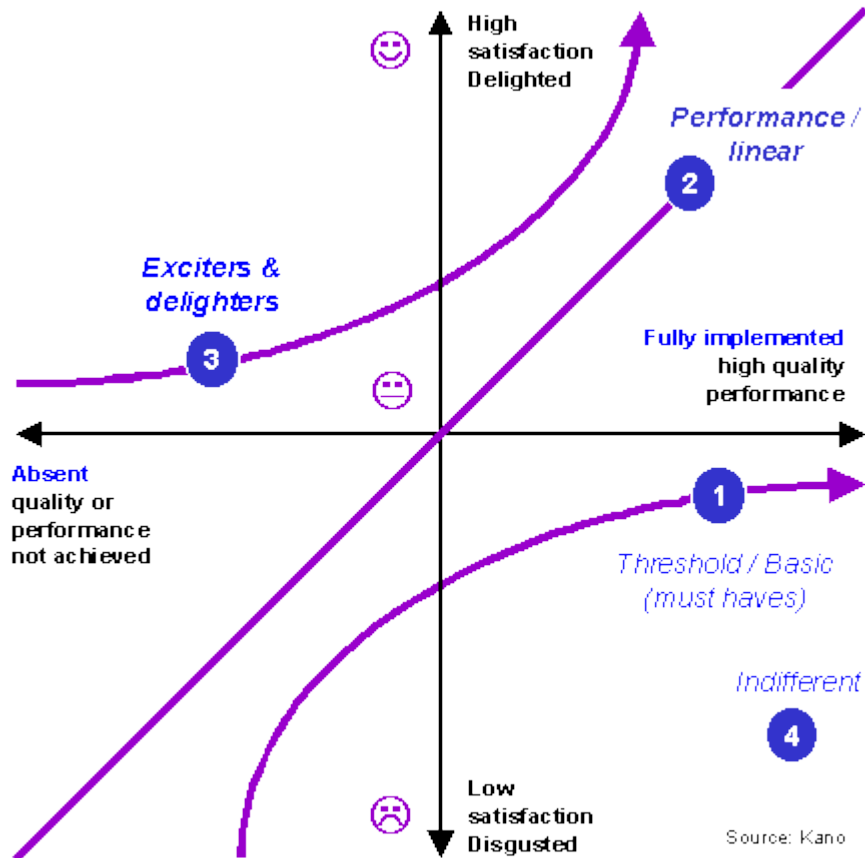 High
satisfaction
Delighted
Performance /
linear
2
Exciters &
delighters
3
Fully implemented
high quality
performance
Absent
quality or
performance
not achieved
1
Threshold / Basic
(must haves)
Indifferent
4
Low
satisfaction
Disgusted
Source: Kano